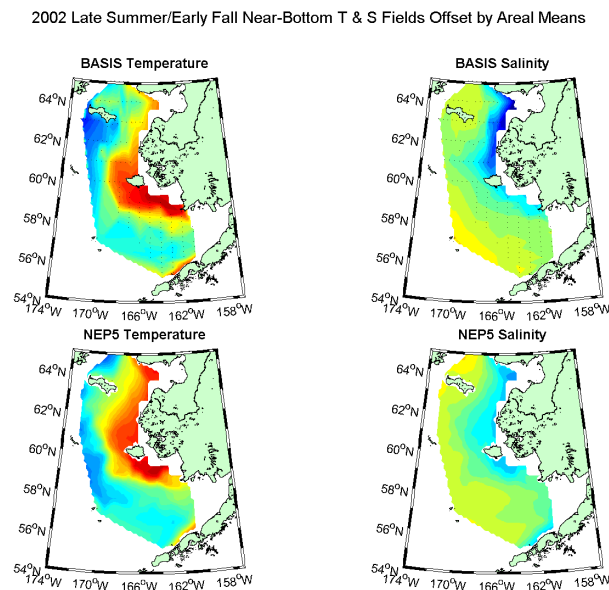 2002 Late Summer/Early Fall Near-Bottom T & S Fields Offset by Areal Means
BASIS Temperature
64°N
62°N
60°N
58°N
56°N
54°N
174°W 170°W 166°W 162°W 158°W
BASIS Salinity
64°N
62°N
60°N
58°N
56°N
54°N
174°W 170°W 166°W 162°W 158°W
NEP5 Temperature
64°N
62°N
60°N
58°N
56°N
54°N
174°W 170°W 166°W 162°W 158°W
NEP5 Salinity
64°N
62°N
60°N
58°N
56°N
54°N
174°W 170°W 166°W 162°W 158°W